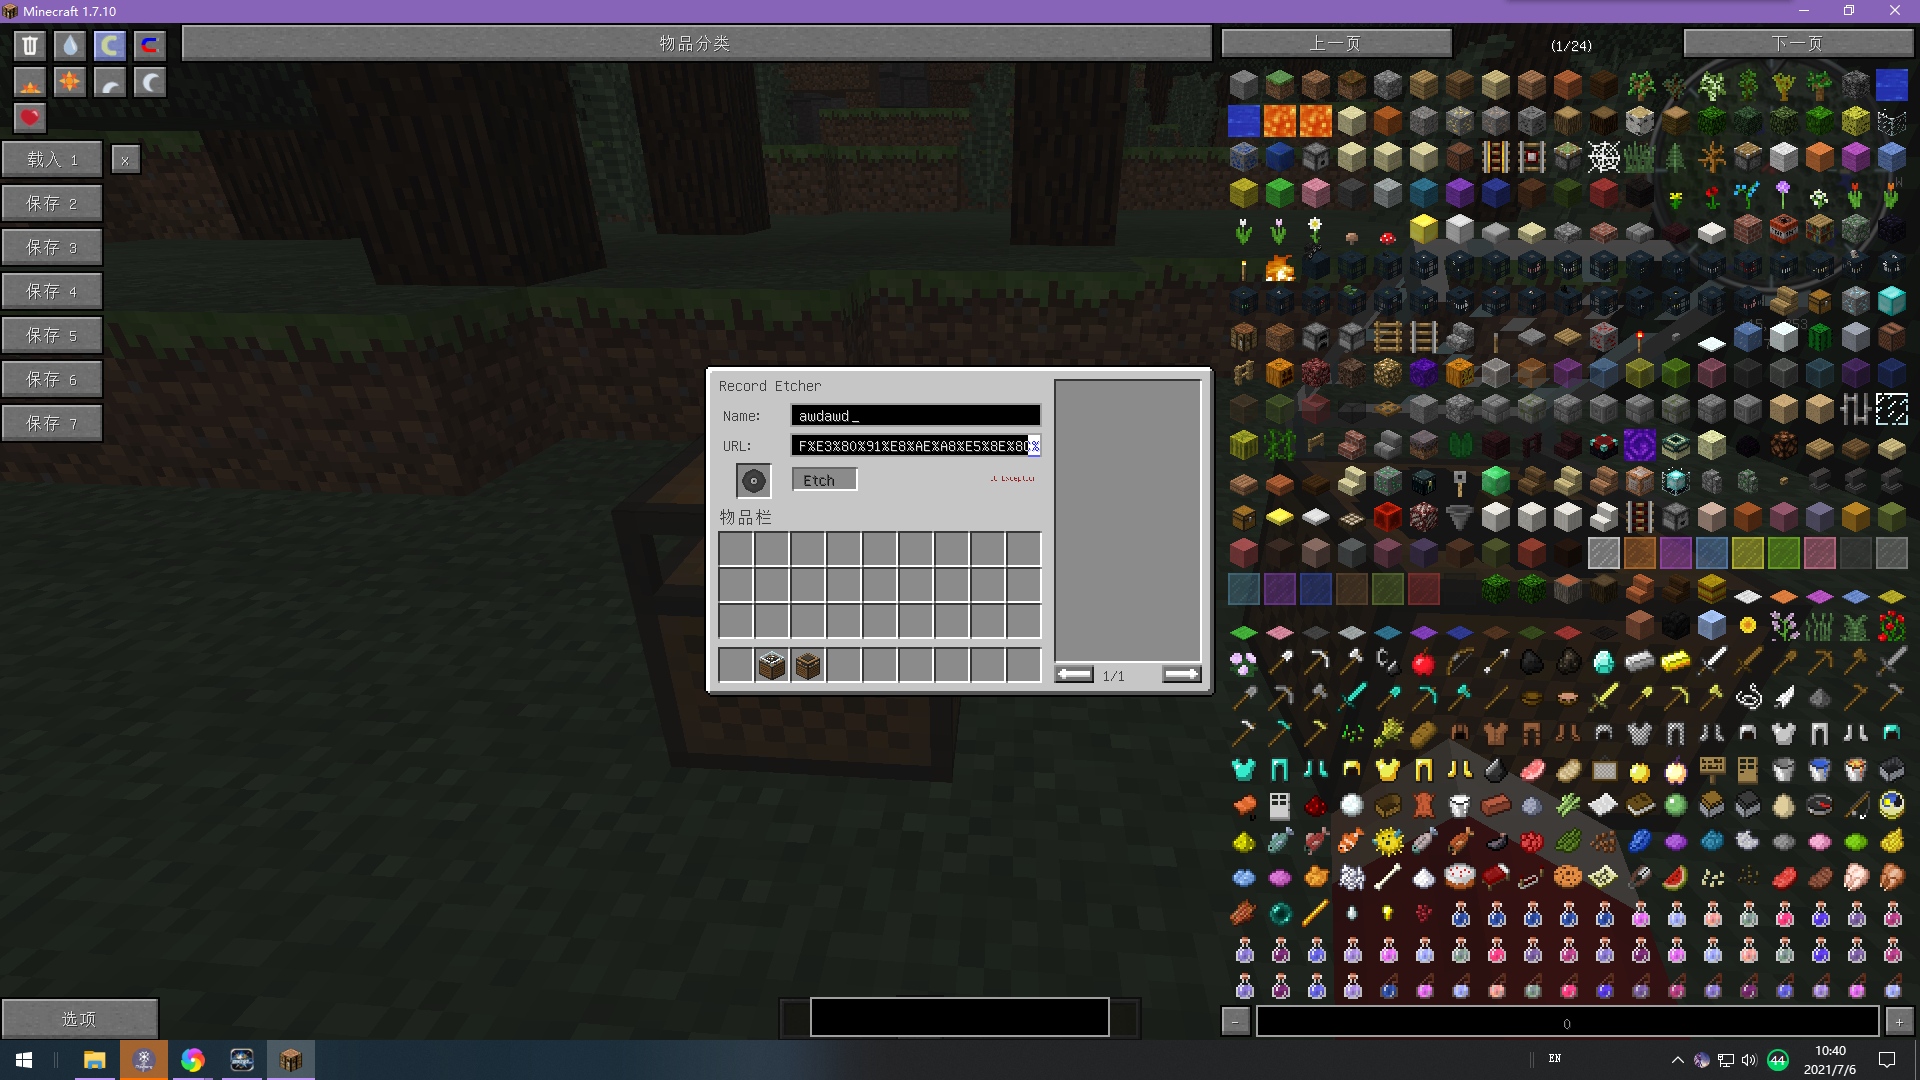 Minecraft 1.7.10
物品分类
上一页
(1/24)
下一页
载入 1
x
保存 2
保存 3
保存 4
保存 5
保存 6
保存 7
Record Etcher
Name:
awdawd_
URL:
F%E3%80%91%E8%AE%A8%E5%8E%8C%
Etch
物品栏
1/1
选项
-
0
+
EN
44
10:40
2021/7/6